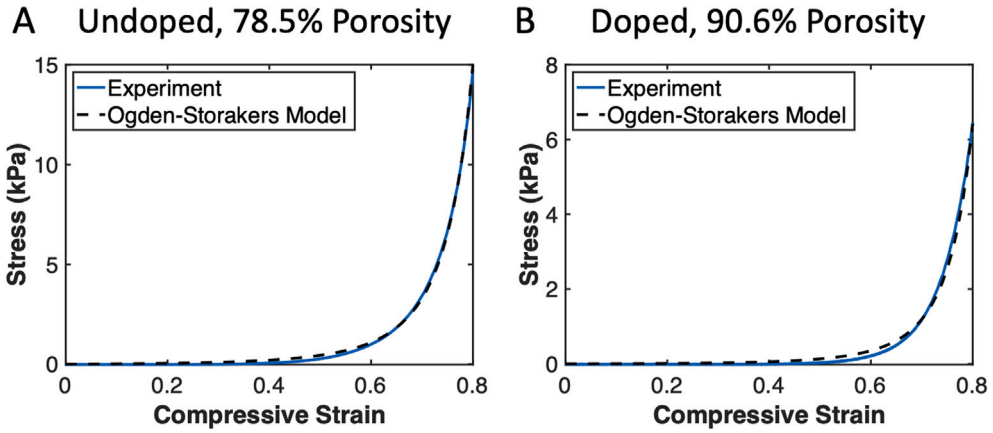 A Undoped, 78.5% Porosity
15
Experiment
Ogden-Storakers Model
10
5
0
Stress (kPa)
0 0.2 0.4 0.6 0.8
Compressive Strain
B Doped, 90.6% Porosity
8
Experiment
Ogden-Storakers Model
6
4
2
0
Stress (kPa)
0 0.2 0.4 0.6 0.8
Compressive Strain